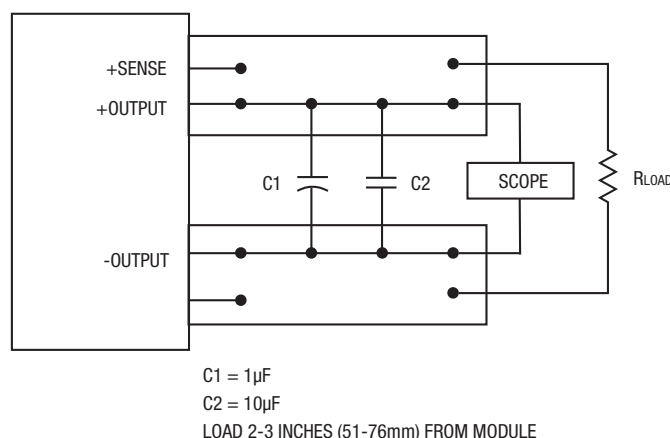 +SENSE
+OUTPUT
C1
C2
SCOPE
RLOAD
-OUTPUT
C1 = 1µF
C2 = 10µF
LOAD 2-3 INCHES (51-76mm) FROM MODULE